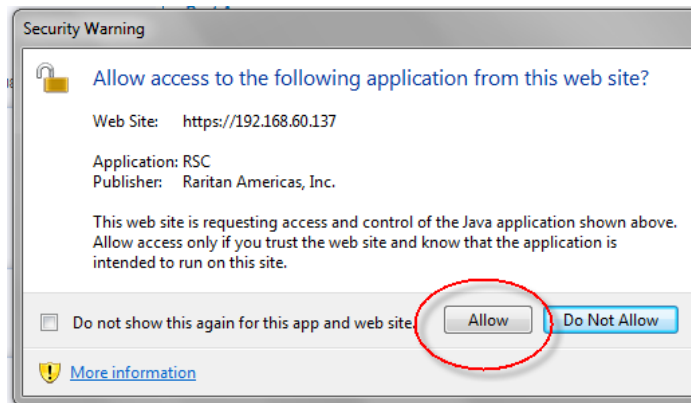 Security Warning
Allow access to the following application from this web site?
Web Site: https://192.168.60.137
Application: RSC
Publisher: Raritan Americas, Inc.
This web site is requesting access and control of the Java application shown above.
Allow access only if you trust the web site and know that the application is
intended to run on this site.
Do not show this again for this app and web site.
Allow
Do Not Allow
More information